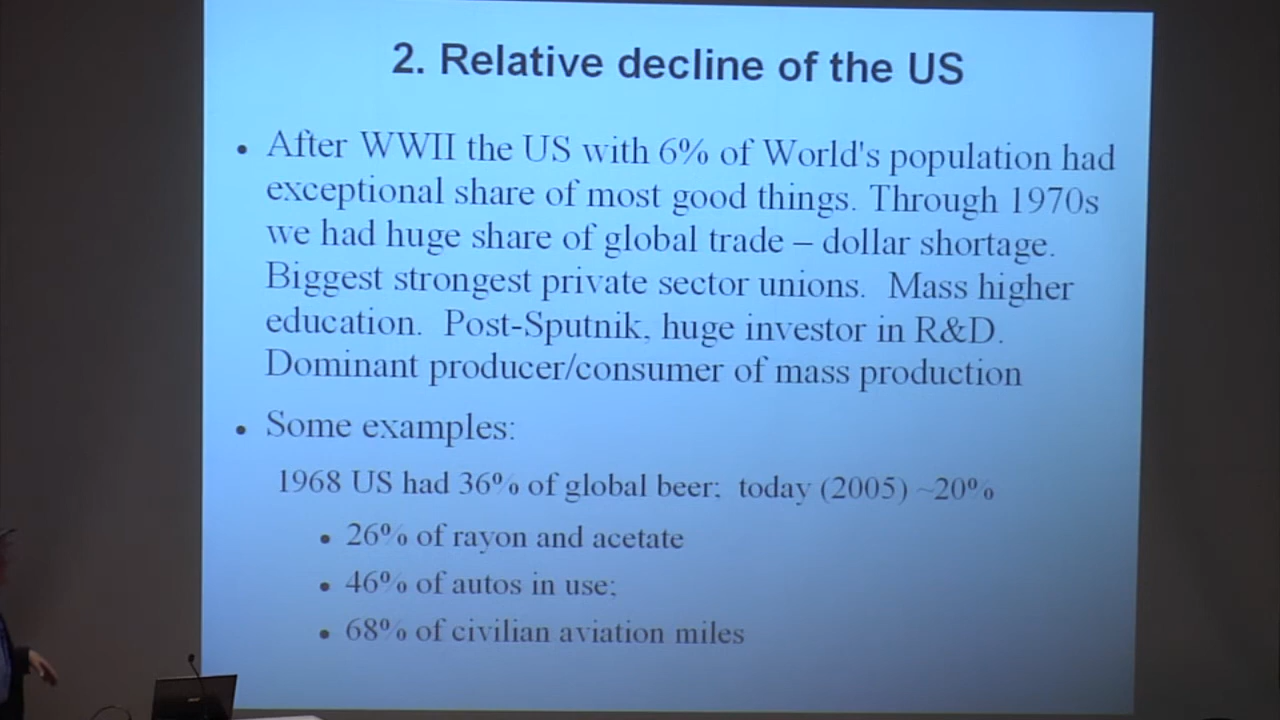 2. Relative decline of the US
• After WWII the US with 6% of World's population had
exceptional share of most good things. Through 1970s
we had huge share of global trade – dollar shortage.
Biggest strongest private sector unions. Mass higher
education. Post-Sputnik, huge investor in R&D.
Dominant producer/consumer of mass production
• Some examples:
1968 US had 36% of global beer; today (2005) ~20%
• 26% of rayon and acetate
• 46% of autos in use;
• 68% of civilian aviation miles